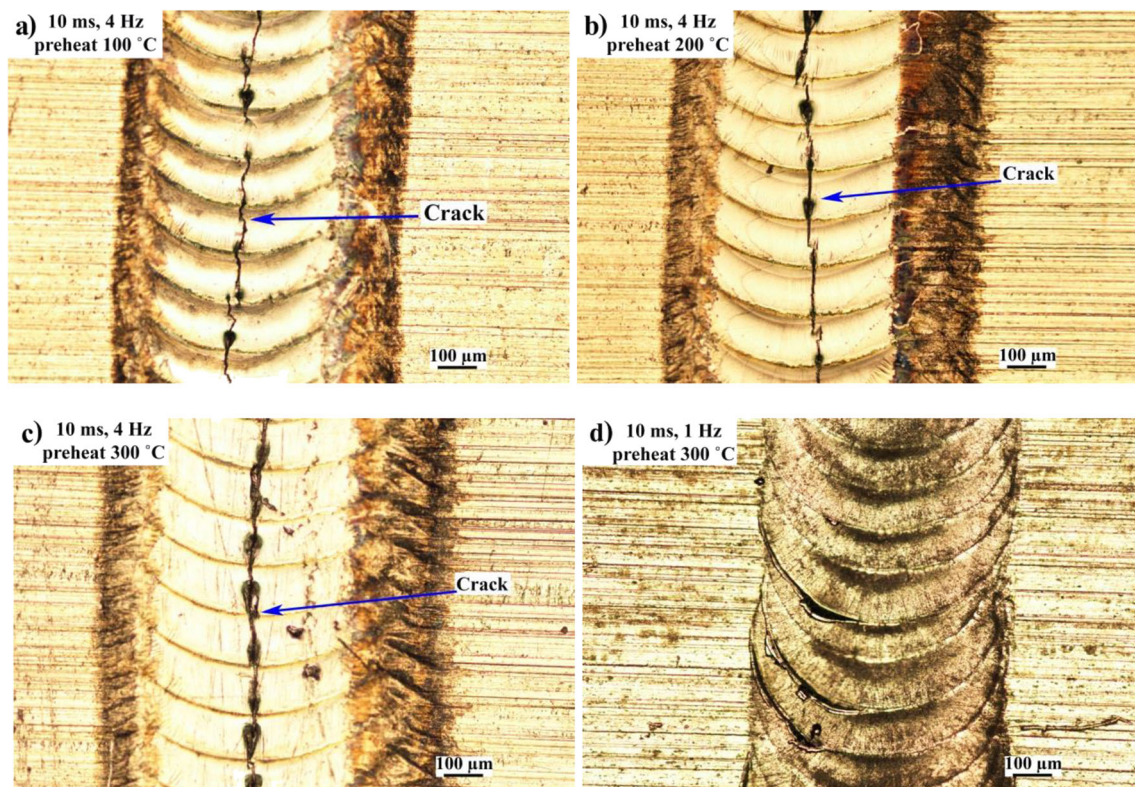 a) 10 ms, 4 Hz
preheat 100 ˚C
Crack
100 µm
b) 10 ms, 4 Hz
preheat 200 ˚C
Crack
100 µm
c) 10 ms, 4 Hz
preheat 300 ˚C
Crack
100 µm
d) 10 ms, 1 Hz
preheat 300 ˚C
100 µm